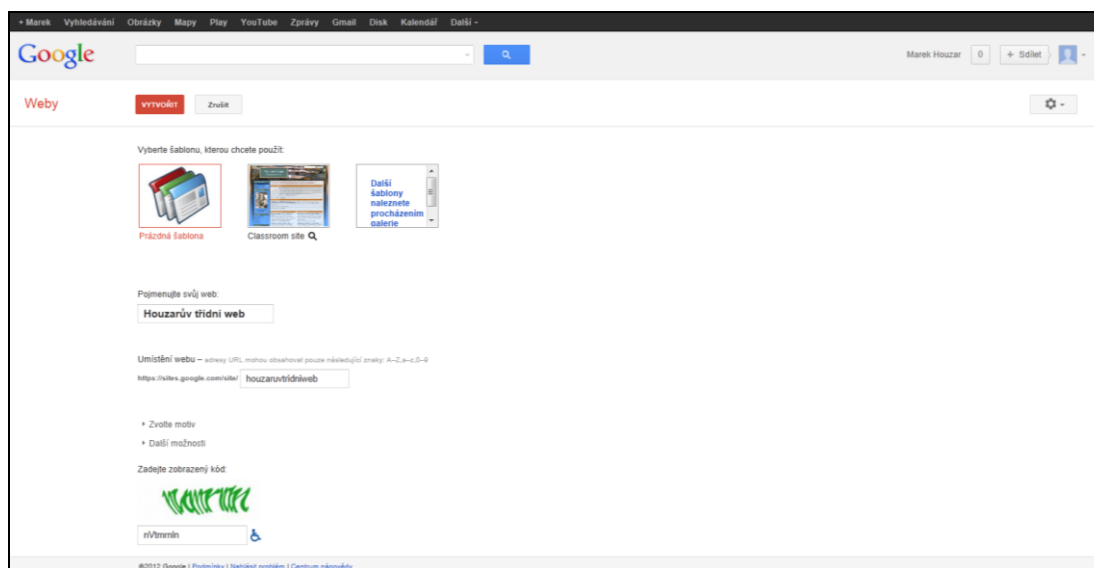 + Marek Vyhledávání Obrázky Mapy Play YouTube Zprávy Gmail Disk Kalendář Další
Google
Marek Houzar 0 + Sdílet
Weby VYTVOŘIT Zrušit
Vyberte šablonu, kterou chcete použít:
Další
šablony
naleznete
procházením
galerie
Prázdná šablona Classroom site
Pojmenujte svůj web:
Houzarův třídní web
Umístění webu – adresy URL mohou obsahovat pouze následující znaky: A–Z,a–c,0–9
https://sites.google.com/site/ houzaruvtridniweb
Zvolte motiv
Další možnosti
Zadejte zobrazený kód:
nVtmrnln
©2012 Google | Podmínky | Nahlásit problém | Centrum nápovědy